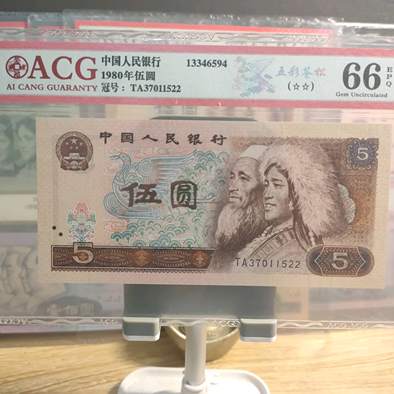 ACG
AI CANG GUARANTY
中国人民银行
1980年伍圆
冠号：TA37011522
13346594
五彩苍松
(☆☆)
66
EPQ
Gem Uncirculated
中国人民银行
5
伍圆
TA37011522
5
5